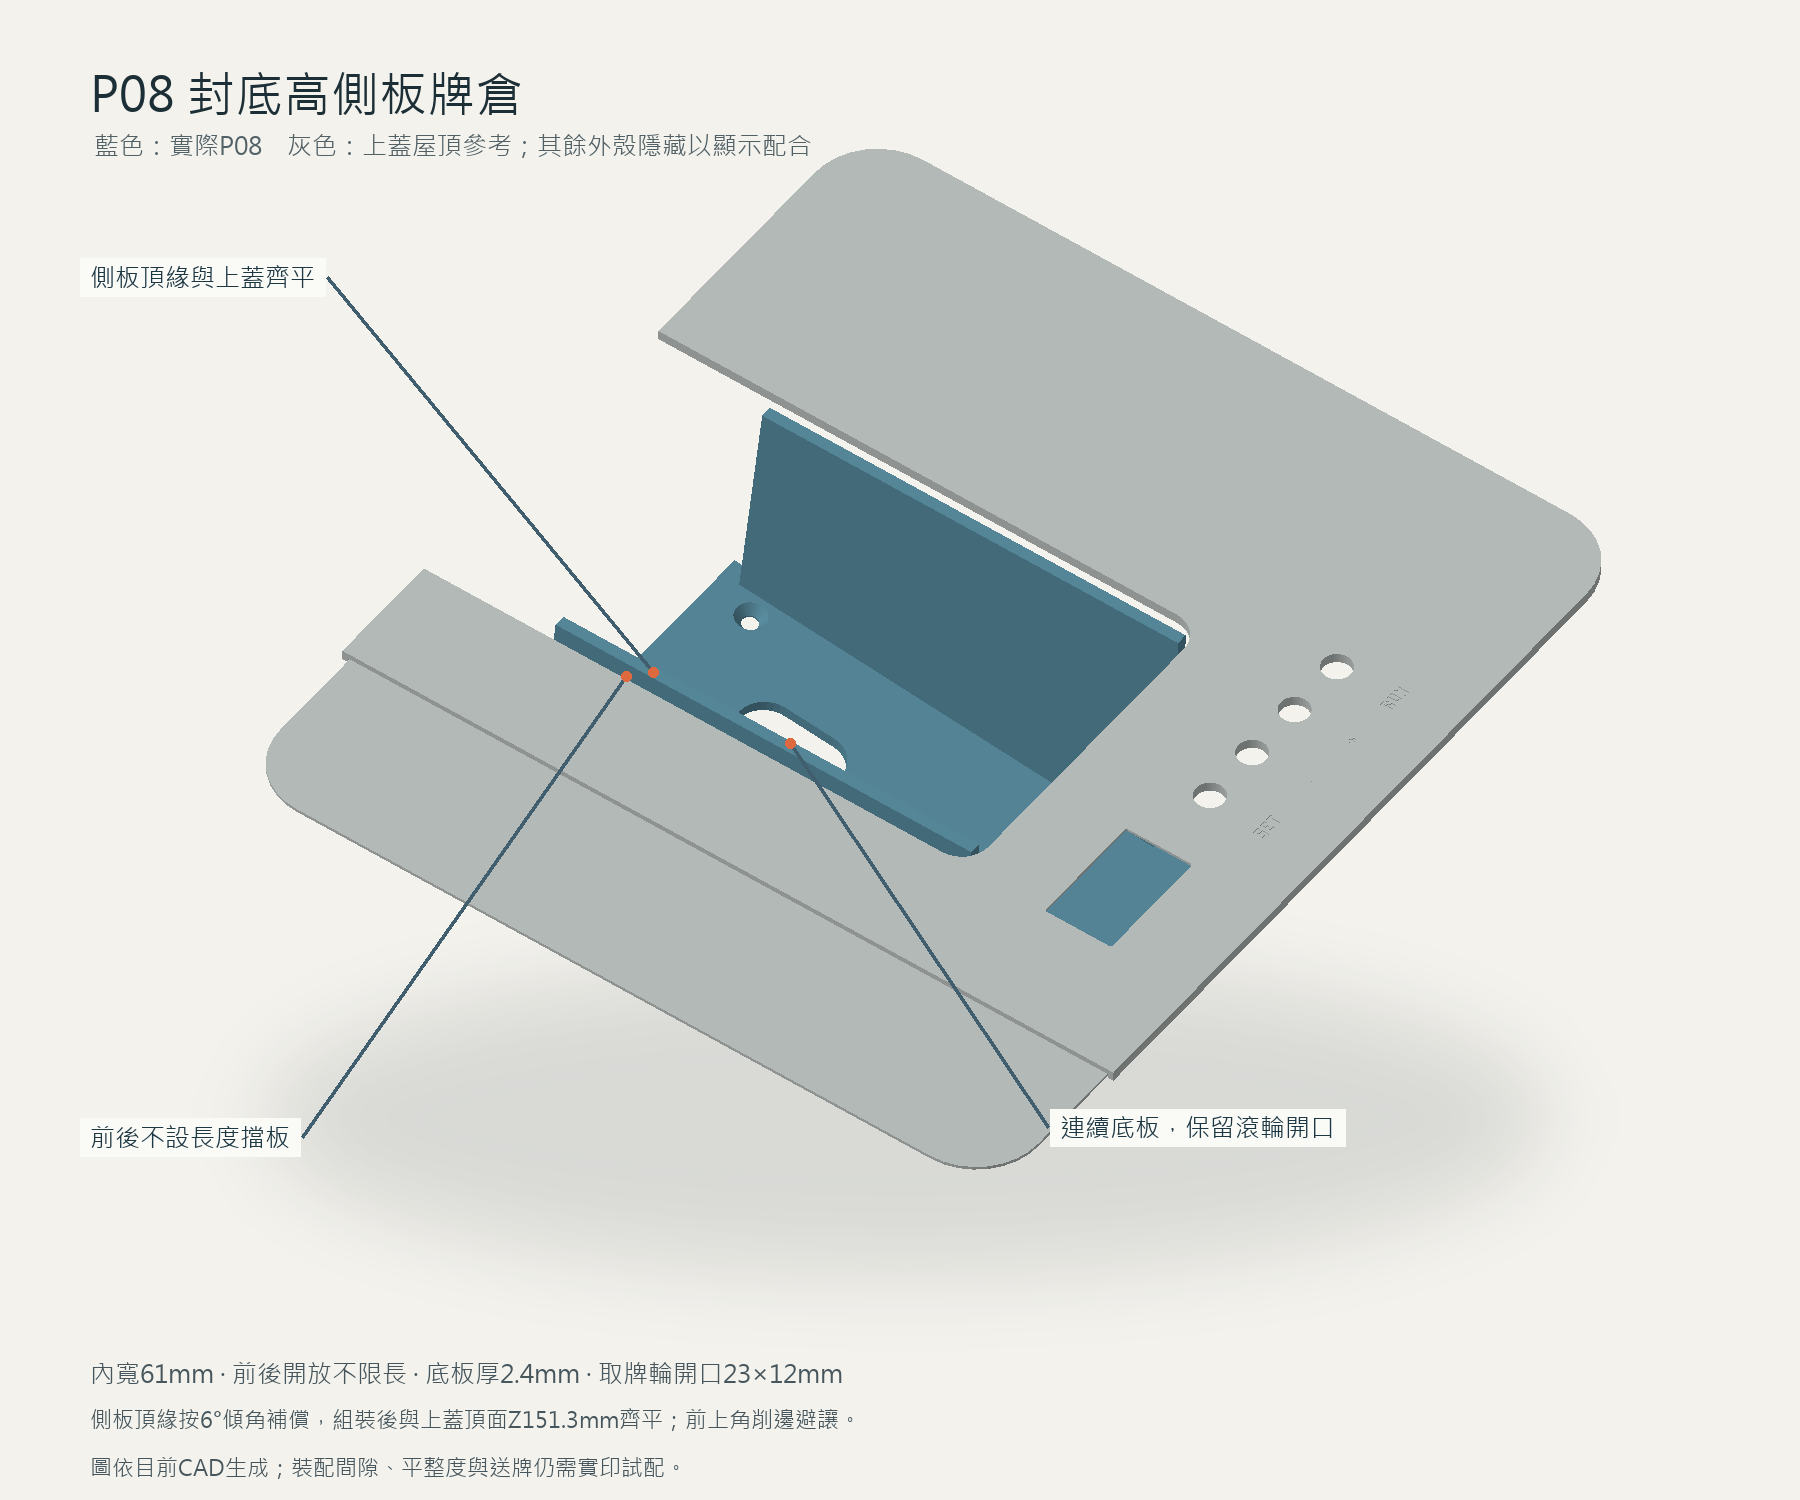 P08 封底高側板牌倉
藍色：實際P08　灰色：上蓋屋頂參考；其餘外殼隱藏以顯示配合
側板頂緣與上蓋齊平
RUN
SET
前後不設長度擋板
連續底板，保留滾輪開口
內寬61mm · 前後開放不限長 · 底板厚2.4mm · 取牌輪開口23×12mm
側板頂緣按6°傾角補償，組裝後與上蓋頂面Z151.3mm齊平；前上角削邊避讓。
圖依目前CAD生成；裝配間隙、平整度與送牌仍需實印試配。